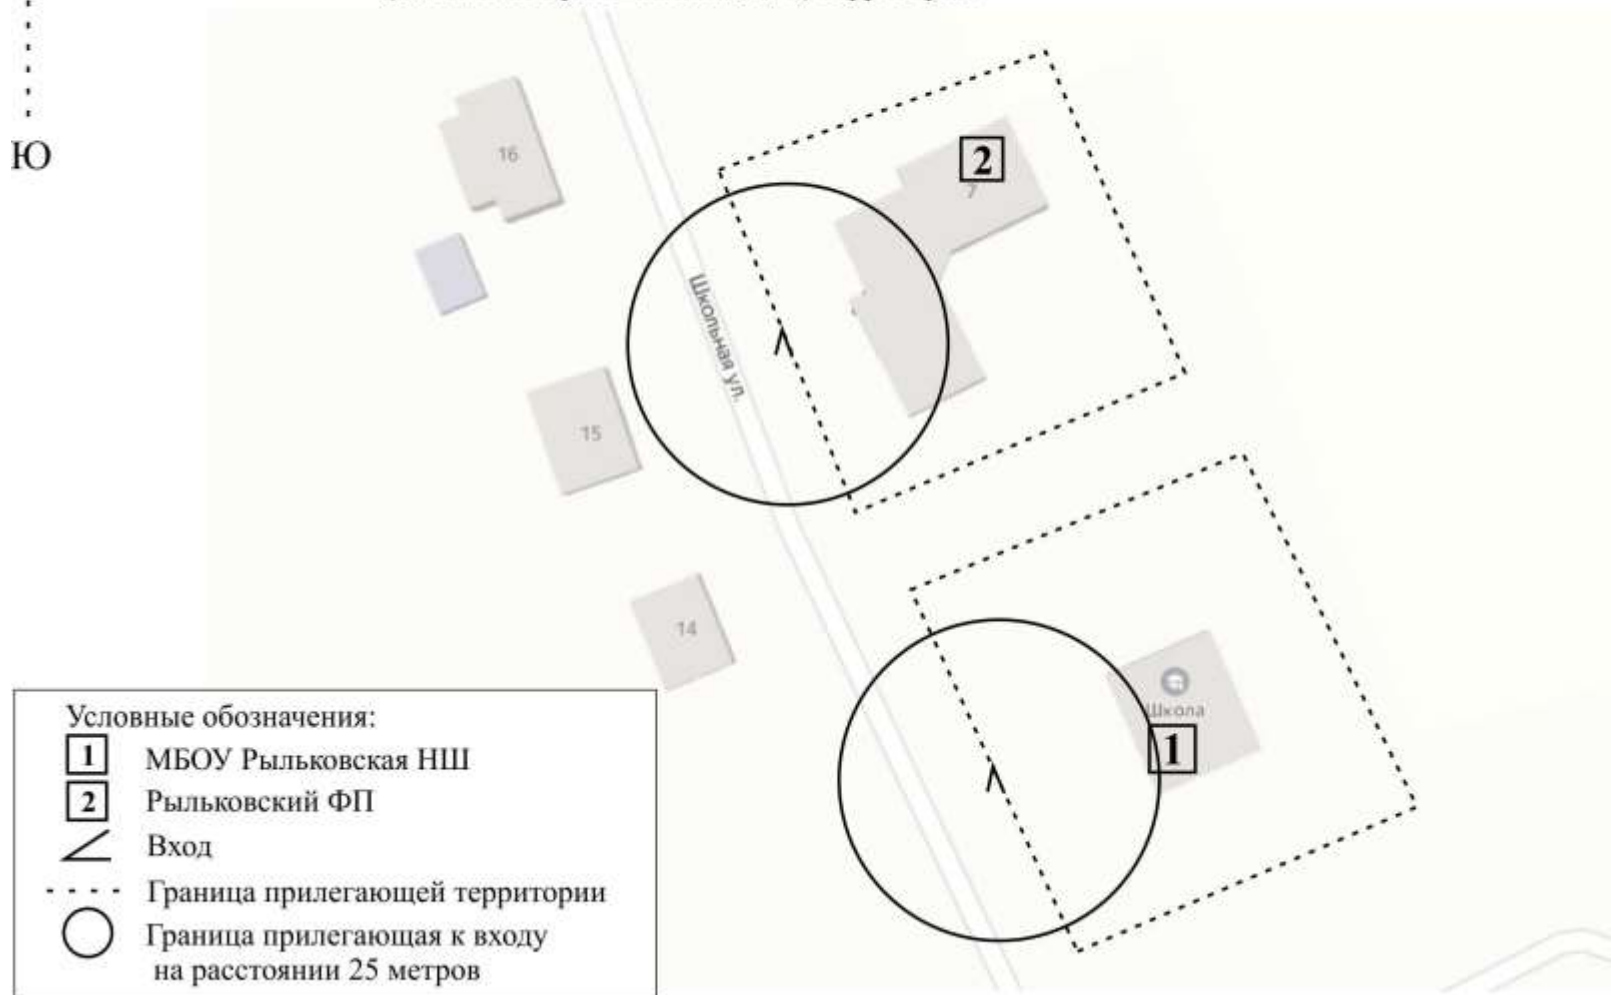 Ю
16
2
7
Школьная ул.
15
14
Школа
1
Условные обозначения:
1 МБОУ Рыльковская НШ
2 Рыльковский ФП
Вход
Граница прилегающей территории
Граница прилегающая к входу
на расстоянии 25 метров